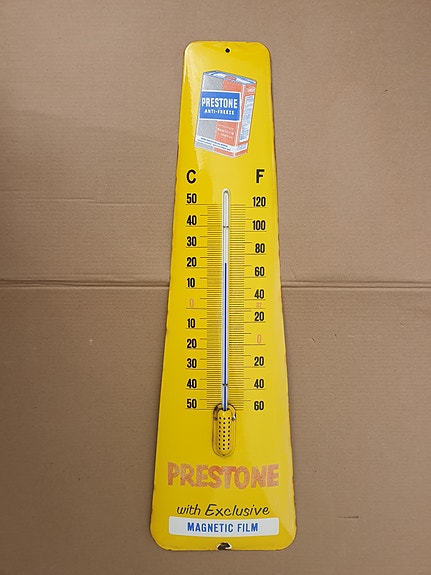 PRESTONE
ANTI-FREEZE
C F
50 120
40 100
30 80
20 60
10 40
0 32
20
10 0
20 20
30 40
40 60
50
PRESTONE
with Exclusive
MAGNETIC FILM